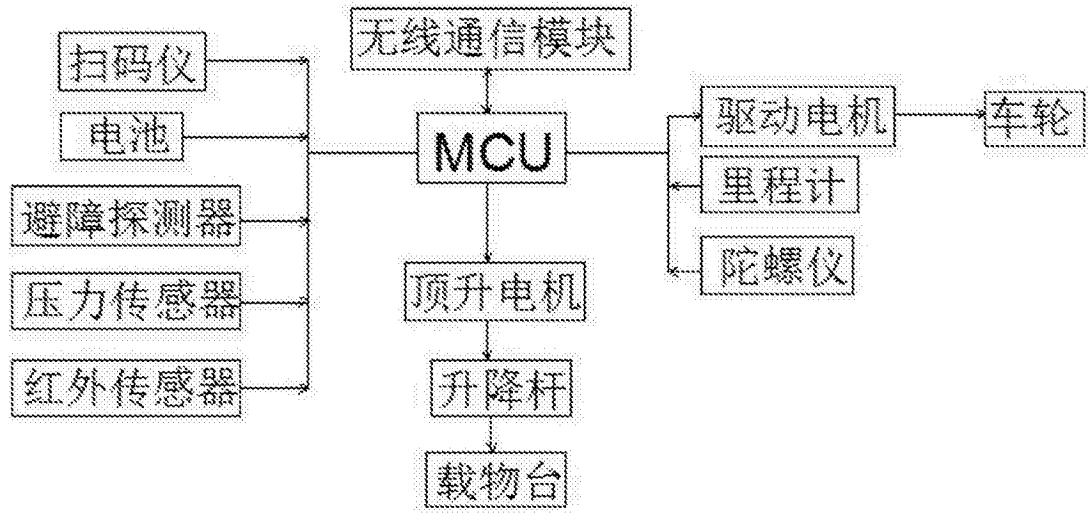 无线通信模块
扫码仪
电池
避障探测器
压力传感器
红外传感器
MCU
顶升电机
升降杆
载物台
驱动电机
车轮
里程计
陀螺仪